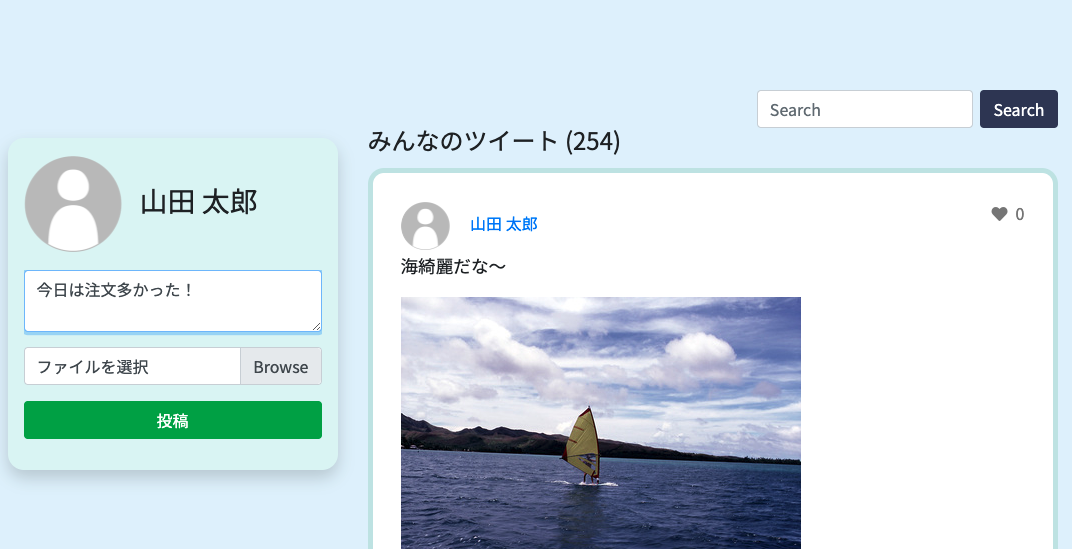 Search
Search
みんなのツイート (254)
山田 太郎
今日は注文多かった！
ファイルを選択
Browse
投稿
山田 太郎
0
海綺麗だな〜